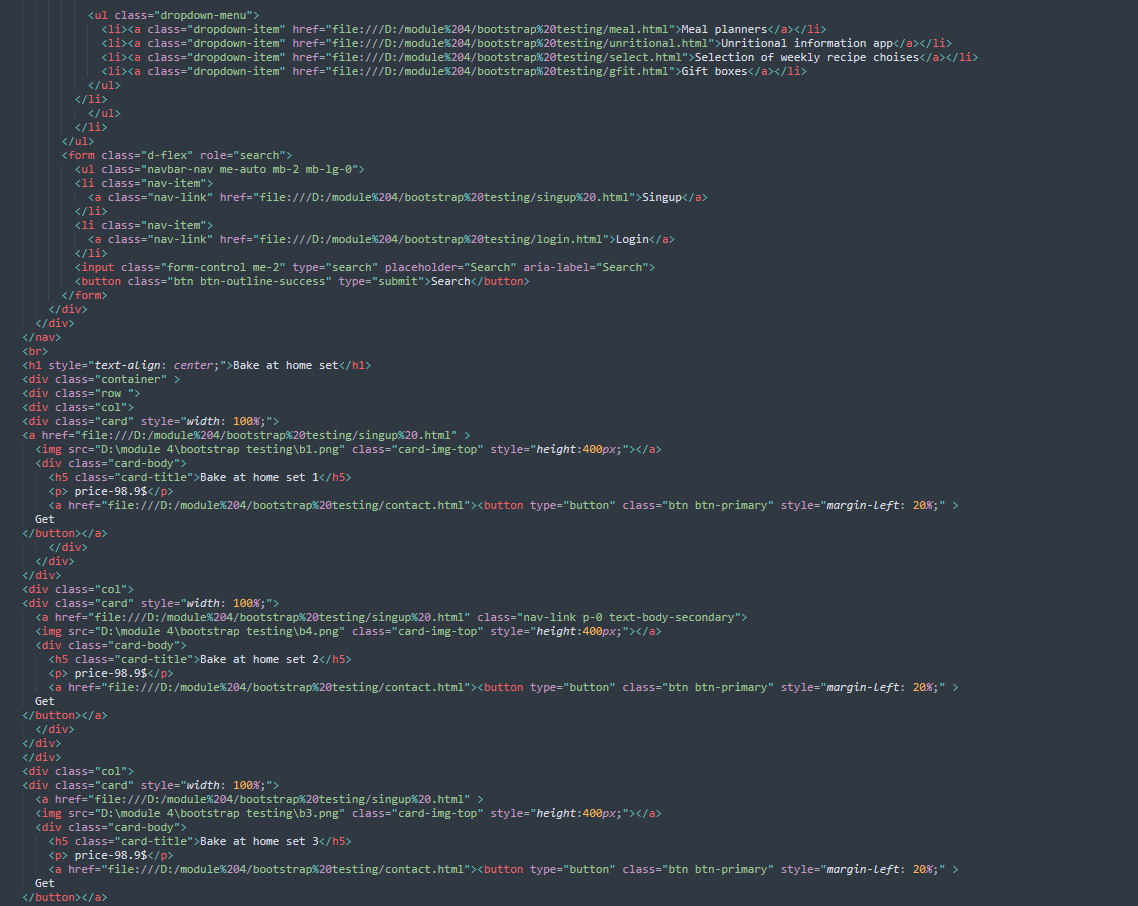 <ul class="dropdown-menu">
<li><a class="dropdown-item" href="file:///D:/module%204/bootstrap%20testing/meal.html">Meal planners</a></li>
<li><a class="dropdown-item" href="file:///D:/module%204/bootstrap%20testing/unritional.html">Unritional information app</a></li>
<li><a class="dropdown-item" href="file:///D:/module%204/bootstrap%20testing/select.html">Selection of weekly recipe choises</a></li>
<li><a class="dropdown-item" href="file:///D:/module%204/bootstrap%20testing/gfit.html">Gift boxes</a></li>
</ul>
</li>
</ul>
</li>
</ul>
<form class="d-flex" role="search">
<ul class="navbar-nav me-auto mb-2 mb-lg-0">
<li class="nav-item">
<a class="nav-link" href="file:///D:/module%204/bootstrap%20testing/singup%20.html">Singup</a>
</li>
<li class="nav-item">
<a class="nav-link" href="file:///D:/module%204/bootstrap%20testing/login.html">Login</a>
</li>
<input class="form-control me-2" type="search" placeholder="Search" aria-label="Search">
<button class="btn btn-outline-success" type="submit">Search</button>
</form>
</div>
</div>
</nav>
<br>
<h1 style="text-align: center;">Bake at home set</h1>
<div class="container" >
<div class="row ">
<div class="col">
<div class="card" style="width: 100%;">
<a href="file:///D:/module%204/bootstrap%20testing/singup%20.html" >
<img src="D:\module 4\bootstrap testing\b1.png" class="card-img-top" style="height:400px;"></a>
<div class="card-body">
<h5 class="card-title">Bake at home set 1</h5>
<p> price-98.9$</p>
<a href="file:///D:/module%204/bootstrap%20testing/contact.html"><button type="button" class="btn btn-primary" style="margin-left: 20%;" >
Get
</button></a>
</div>
</div>
</div>
<div class="col">
<div class="card" style="width: 100%;">
<a href="file:///D:/module%204/bootstrap%20testing/singup%20.html" class="nav-link p-0 text-body-secondary">
<img src="D:\module 4\bootstrap testing\b4.png" class="card-img-top" style="height:400px;"></a>
<div class="card-body">
<h5 class="card-title">Bake at home set 2</h5>
<p> price-98.9$</p>
<a href="file:///D:/module%204/bootstrap%20testing/contact.html"><button type="button" class="btn btn-primary" style="margin-left: 20%;" >
Get
</button></a>
</div>
</div>
</div>
<div class="col">
<div class="card" style="width: 100%;">
<a href="file:///D:/module%204/bootstrap%20testing/singup%20.html" >
<img src="D:\module 4\bootstrap testing\b3.png" class="card-img-top" style="height:400px;"></a>
<div class="card-body">
<h5 class="card-title">Bake at home set 3</h5>
<p> price-98.9$</p>
<a href="file:///D:/module%204/bootstrap%20testing/contact.html"><button type="button" class="btn btn-primary" style="margin-left: 20%;" >
Get
</button></a>